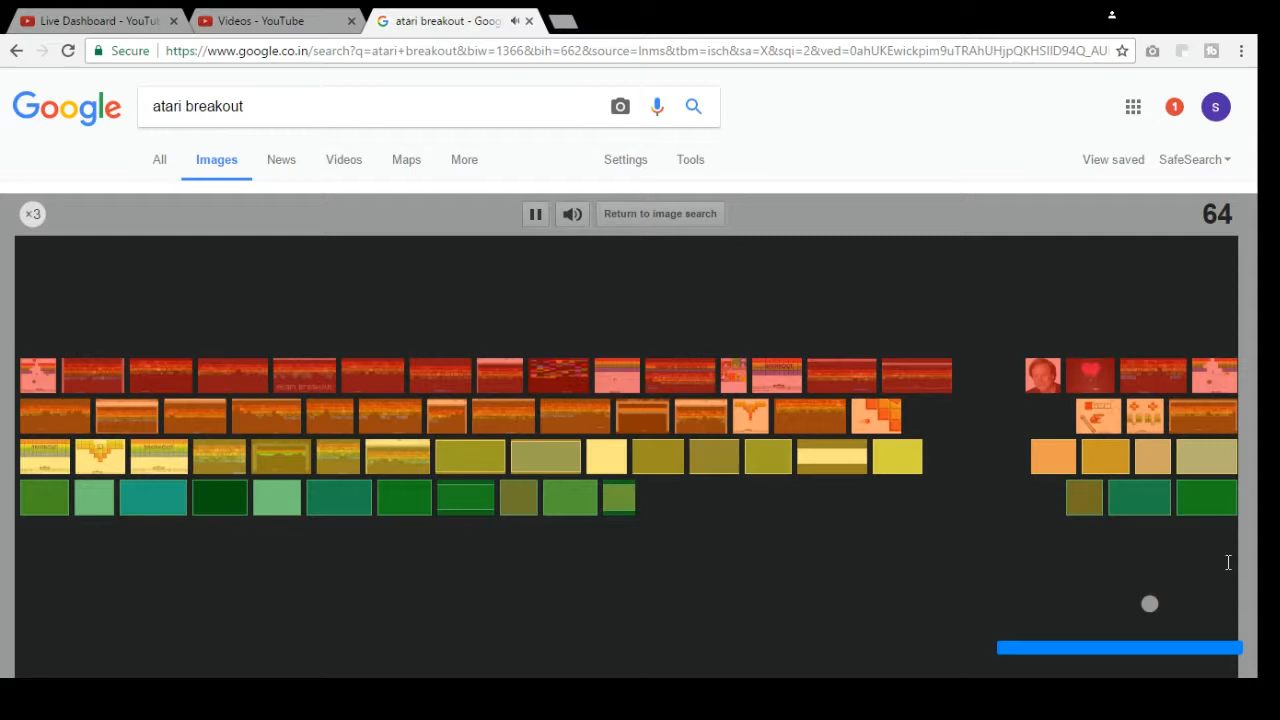 Live Dashboard - YouTu
Videos - YouTube
atari breakout - Goog
Secure
https://www.google.co.in/search?q=atari+breakout&biw=1366&bih=662&source=lnms&tbm=isch&sa=X&sqi=2&ved=0ahUKEwickpim9uTRAhUHjpQKHSIID94Q_AU
Google
atari breakout
1
S
All
Images
News
Videos
Maps
More
Settings
Tools
View saved
SafeSearch
×3
Return to image search
64